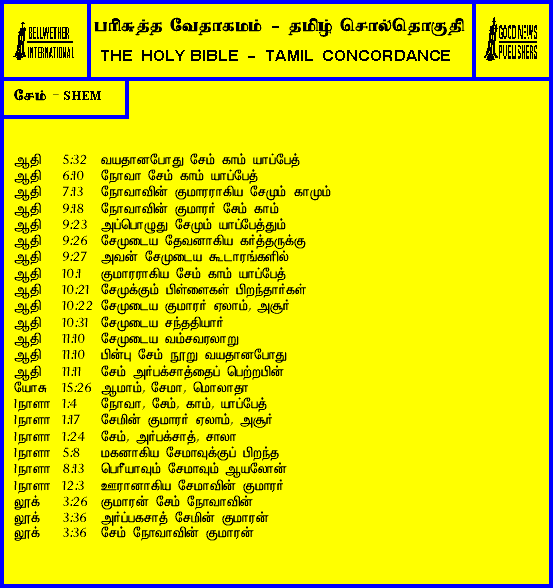 BELLWETHER INTERNATIONAL
பரிசுத்த வேதாகமம் - தமிழ் சொல்தொகுதி
THE HOLY BIBLE - TAMIL CONCORDANCE
GOOD NEWS PUBLISHERS
சேம் - SHEM
ஆதி 5:32 வயதானபோது சேம் காம் யாப்பேத்
ஆதி 6:10 நோவா சேம் காம் யாப்பேத்
ஆதி 7:13 நோவாவின் குமாரராகிய சேமும் காமும்
ஆதி 9:18 நோவாவின் குமாரர் சேம் காம்
ஆதி 9:23 அப்பொழுது சேமும் யாப்பேத்தும்
ஆதி 9:26 சேமுடைய தேவனாகிய கர்த்தருக்கு
ஆதி 9:27 அவன் சேமுடைய கூடாரங்களில்
ஆதி 10:1 குமாரராகிய சேம் காம் யாப்பேத்
ஆதி 10:21 சேமுக்கும் பிள்ளைகள் பிறந்தார்கள்
ஆதி 10:22 சேமுடைய குமாரர் ஏலாம், அசூர்
ஆதி 10:31 சேமுடைய சந்ததியார்
ஆதி 11:10 சேமுடைய வம்சவரலாறு
ஆதி 11:10 பின்பு சேம் நூறு வயதானபோது
ஆதி 11:11 சேம் அர்பக்சாத்தைப் பெற்றபின்
யோசு 15:26 ஆமாம், சேமா, மொலாதா
1நாளா 1:4 நோவா, சேம், காம், யாப்பேத்
1நாளா 1:17 சேமின் குமாரர் ஏலாம், அசூர்
1நாளா 1:24 சேம், அர்பக்சாத், சாலா
1நாளா 5:8 மகனாகிய சேமாவுக்குப் பிறந்த
1நாளா 8:13 பெரீயாவும் சேமாவும் ஆயலோன்
1நாளா 12:3 ஊரானாகிய சேமாவின் குமாரர்
லூக் 3:26 குமாரன் சேம் நோவாவின்
லூக் 3:36 அர்ப்பகசாத் சேமின் குமாரன்
லூக் 3:36 சேம் நோவாவின் குமாரன்